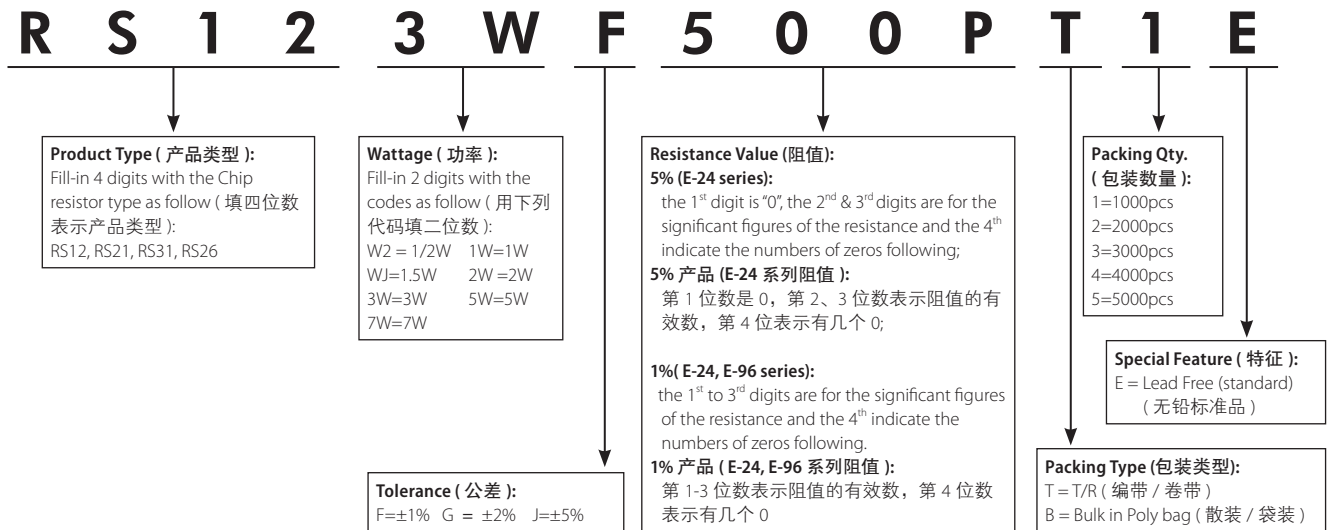 R S 1 2 3 W F 5 0 0 P T 1 E
Product Type ( 产品类型 ):
Fill-in 4 digits with the Chip
resistor type as follow ( 填四位数
表示产品类型 ):
RS12, RS21, RS31, RS26
Wattage ( 功率 ):
Fill-in 2 digits with the
codes as follow ( 用下列
代码填二位数 ):
W2 = 1/2W 1W=1W
WJ=1.5W 2W =2W
3W=3W 5W=5W
7W=7W
Tolerance ( 公差 ):
F=±1% G = ±2% J=±5%
Resistance Value (阻值):
5% (E-24 series):
the 1st digit is "0", the 2nd & 3rd digits are for the
significant figures of the resistance and the 4th
indicate the numbers of zeros following;
5% 产品 (E-24 系列阻值 ):
第 1 位数是 0，第 2、3 位数表示阻值的有
效数，第 4 位表示有几个 0;
1%( E-24, E-96 series):
the 1st to 3rd digits are for the significant figures
of the resistance and the 4th indicate the
numbers of zeros following.
1% 产品 ( E-24, E-96 系列阻值 ):
第 1-3 位数表示阻值的有效数，第 4 位数
表示有几个 0
Packing Qty.
( 包装数量 ):
1=1000pcs
2=2000pcs
3=3000pcs
4=4000pcs
5=5000pcs
Special Feature ( 特征 ):
E = Lead Free (standard)
( 无铅标准品 )
Packing Type (包装类型):
T = T/R ( 编带 / 卷带 )
B = Bulk in Poly bag ( 散装 / 袋装 )